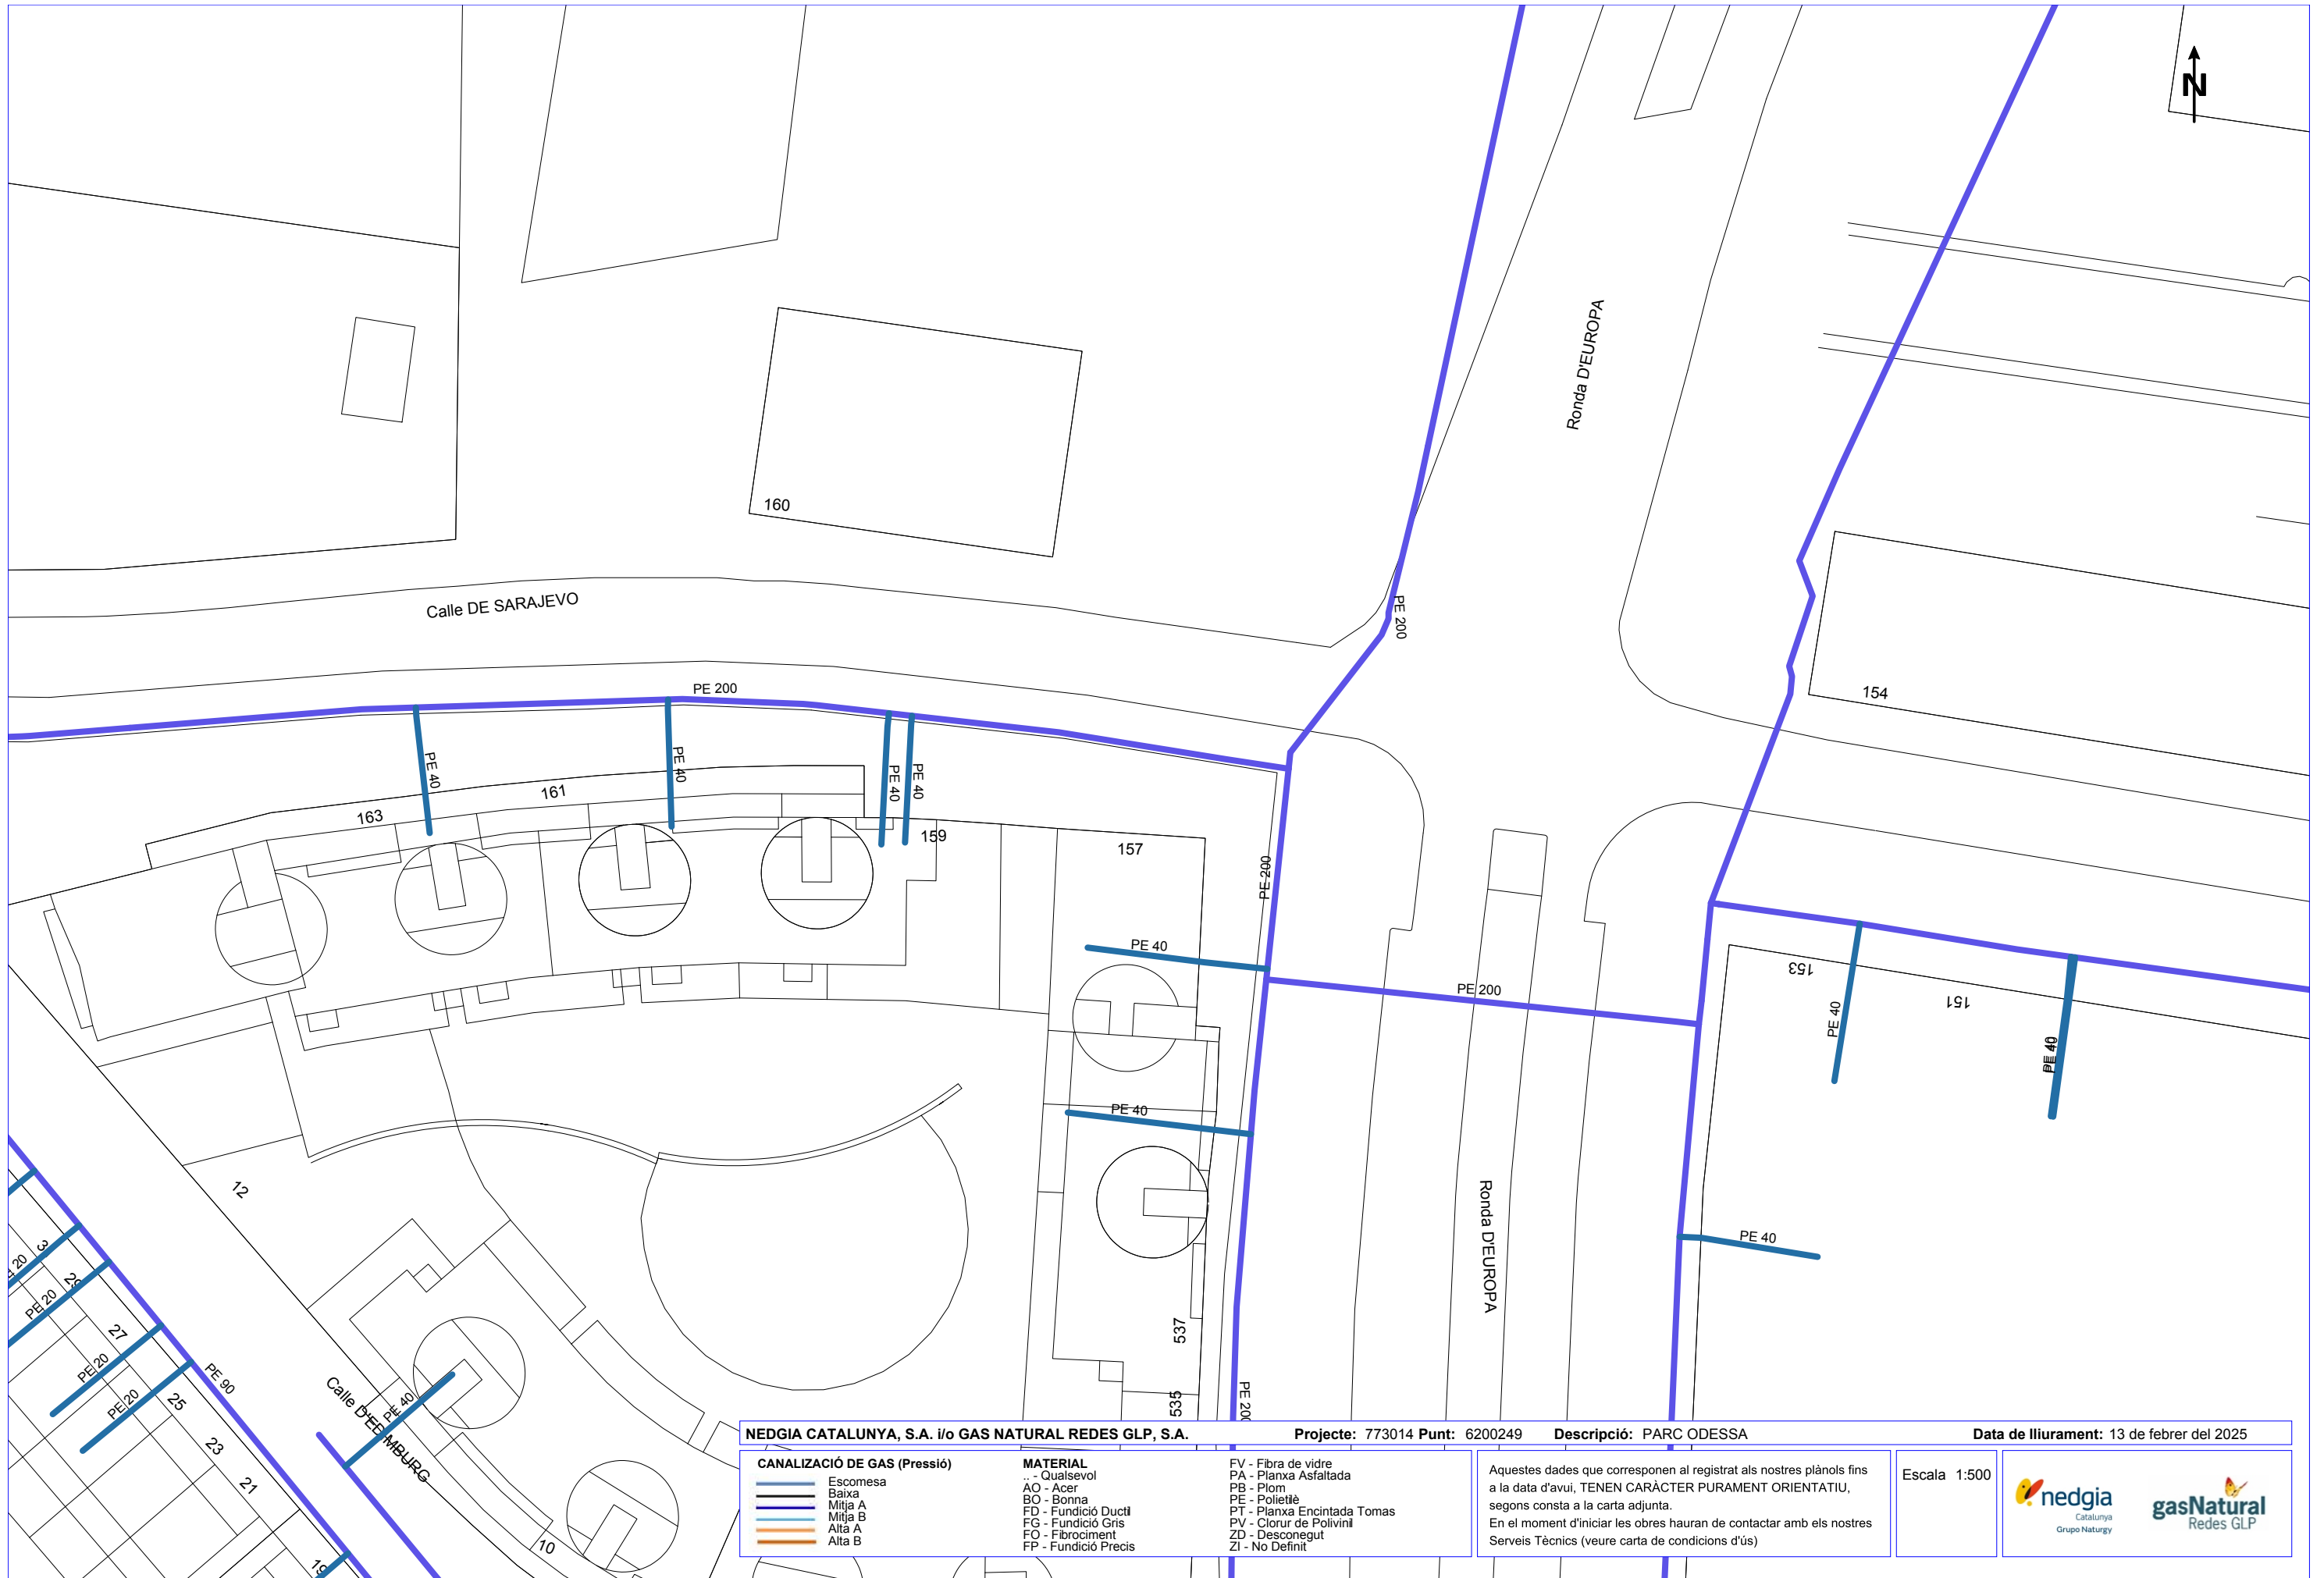 N
Ronda D'EUROPA
160
Calle DE SARAJEVO
PE 200
PE 200
154
PE 40
PE 40
PE 40
PE 40
161
163
159
157
PE 200
PE 40
PE 200
153
151
PE 40
PE 40
PE 40
PE 40
12
Ronda D'EUROPA
PE 40
3
20
29
PE 20
27
PE 20
25
PE 20
PE 90
23
21
19
Calle D'EDIMBURG
PE 40
10
537
535
PE 200
NEDGIA CATALUNYA, S.A. i/o GAS NATURAL REDES GLP, S.A.
Projecte: 773014 Punt: 6200249
Descripció: PARC ODESSA
Data de lliurament: 13 de febrer del 2025
CANALIZACIÓ DE GAS (Pressió)
Escomesa
Baixa
Mitja A
Mitja B
Alta A
Alta B
MATERIAL
.. - Qualsevol
AO - Acer
BO - Bonna
FD - Fundició Ductil
FG - Fundició Gris
FO - Fibrociment
FP - Fundició Precis
FV - Fibra de vidre
PA - Planxa Asfaltada
PB - Plom
PE - Polietilè
PT - Planxa Encintada Tomas
PV - Clorur de Polivinil
ZD - Desconegut
ZI - No Definit
Aquestes dades que corresponen al registrat als nostres plànols fins
a la data d'avui, TENEN CARÀCTER PURAMENT ORIENTATIU,
segons consta a la carta adjunta.
En el moment d'iniciar les obres hauran de contactar amb els nostres
Serveis Tècnics (veure carta de condicions d'ús)
Escala 1:500
nedgia
Catalunya
Grupo Naturgy
gasNatural
Redes GLP